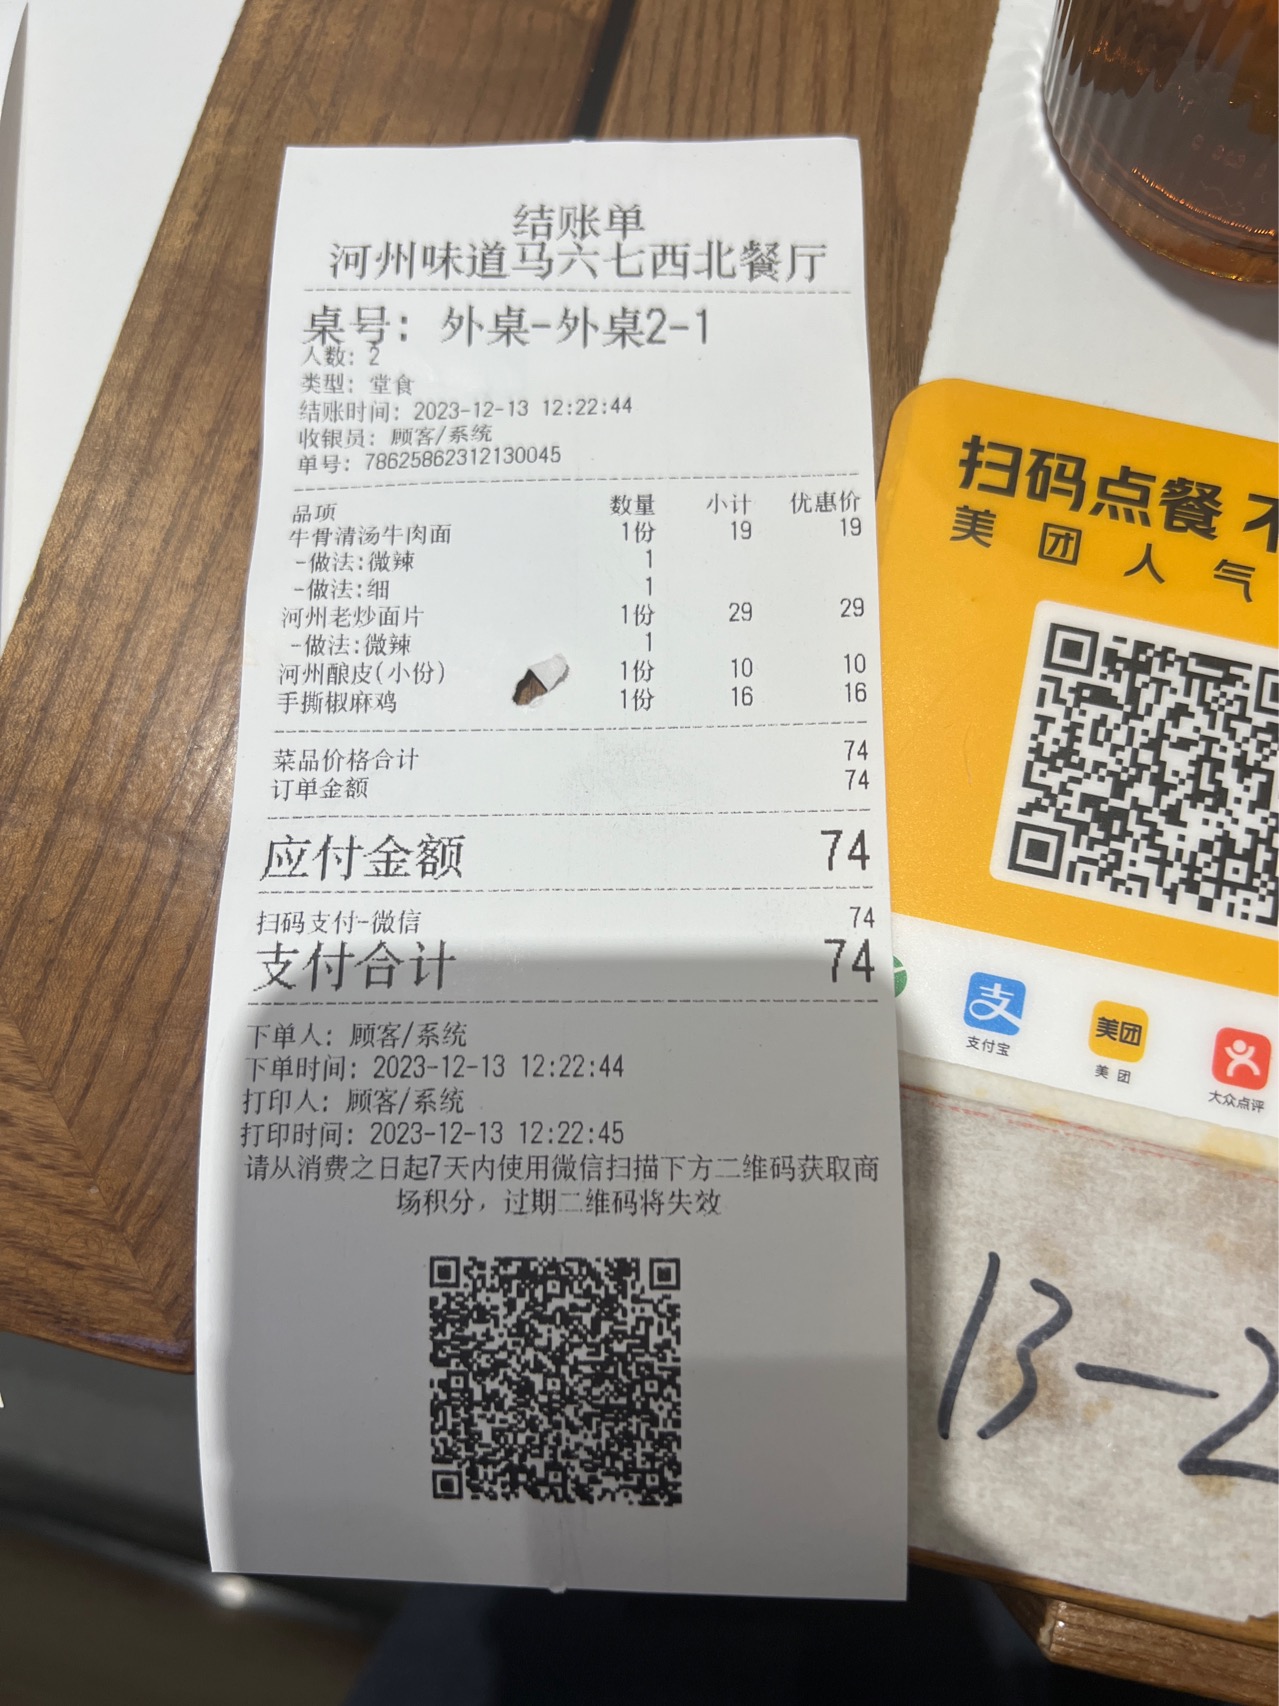 结账单
河州味道马六七西北餐厅
桌号: 外桌-外桌2-1
人数: 2
类型: 堂食
结账时间: 2023-12-13 12:22:44
收银员: 顾客/系统
单号: 78625862312130045
品项 数量 小计 优惠价
牛骨清汤牛肉面 1份 19 19
-做法:微辣 1
-做法:细 1
河州老炒面片 1份 29 29
-做法:微辣 1
河州酿皮(小份) 1份 10 10
手撕椒麻鸡 1份 16 16
菜品价格合计 74
订单金额 74
应付金额 74
扫码支付-微信 74
支付合计 74
下单人: 顾客/系统
下单时间: 2023-12-13 12:22:44
打印人: 顾客/系统
打印时间: 2023-12-13 12:22:45
请从消费之日起7天内使用微信扫描下方二维码获取商
场积分，过期二维码将失效
扫码点餐
美团人气
支
支付宝
美团
美团
大众点评
13-2